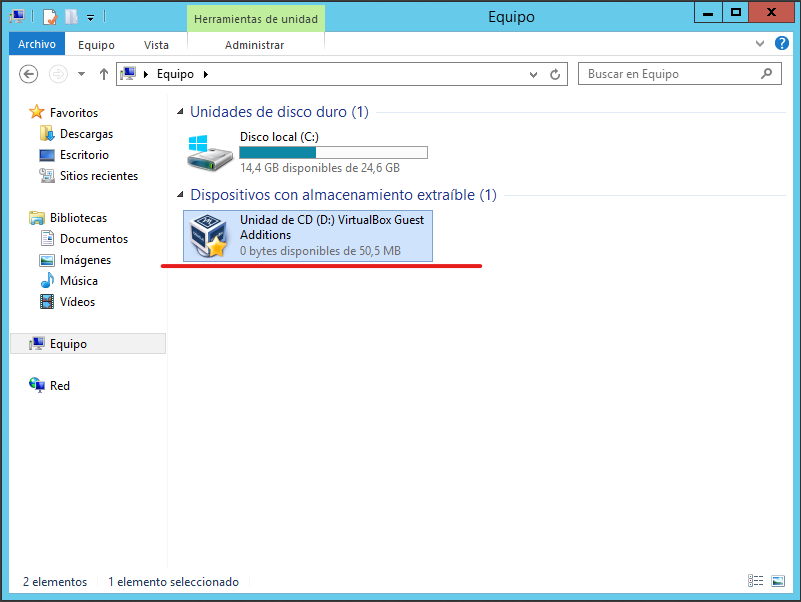 Herramientas de unidad
Equipo
Archivo
Equipo
Vista
Administrar
Equipo
Buscar en Equipo
Favoritos
Descargas
Escritorio
Sitios recientes
Bibliotecas
Documentos
Imágenes
Música
Vídeos
Equipo
Red
Unidades de disco duro (1)
Disco local (C:)
14,4 GB disponibles de 24,6 GB
Dispositivos con almacenamiento extraíble (1)
Unidad de CD (D:) VirtualBox Guest
Additions
0 bytes disponibles de 50,5 MB
2 elementos
1 elemento seleccionado